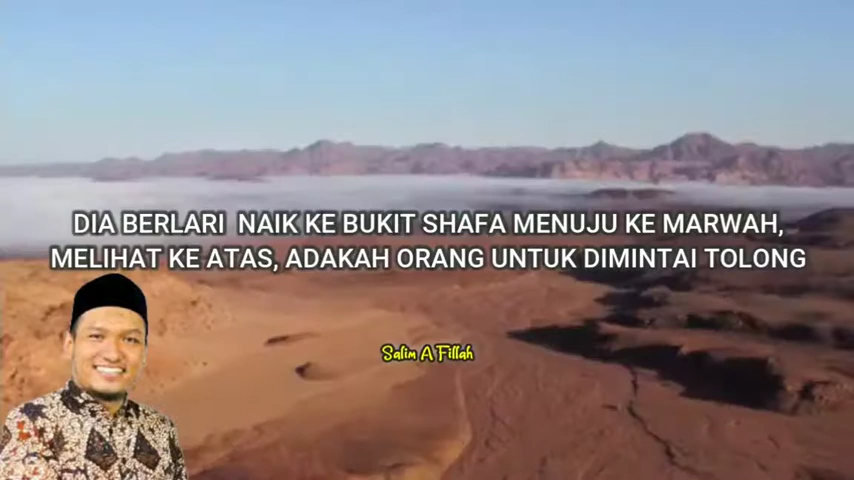 DIA BERLARI NAIK KE BUKIT SHAFA MENUJU KE MARWAH,
MELIHAT KE ATAS, ADAKAH ORANG UNTUK DIMINTAI TOLONG
Salim A Fillah